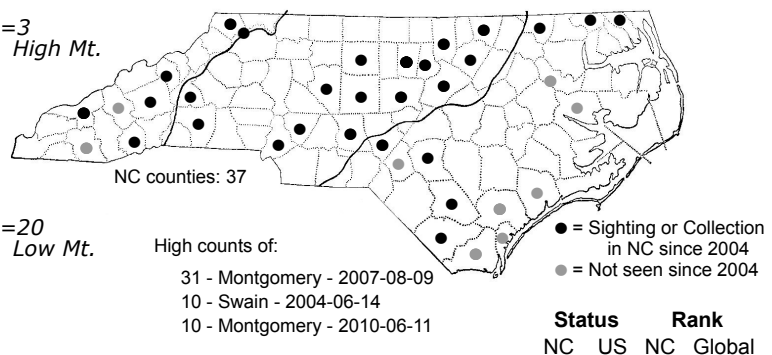 =3
High Mt.
NC counties: 37
=20
Low Mt.
High counts of:
31 - Montgomery - 2007-08-09
10 - Swain - 2004-06-14
10 - Montgomery - 2010-06-11
● = Sighting or Collection
in NC since 2004
● = Not seen since 2004
Status Rank
NC US NC Global